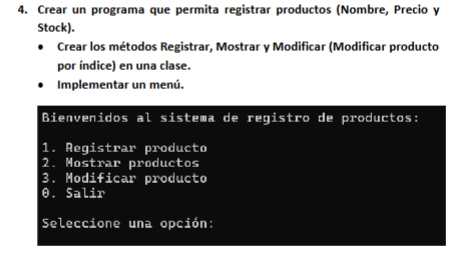 4. Crear un programa que permita registrar productos (Nombre, Precio y
Stock).
• Crear los métodos Registrar, Mostrar y Modificar (Modificar producto
por índice) en una clase.
• Implementar un menú.
Bienvenidos al sistema de registro de productos:
1. Registrar producto
2. Mostrar productos
3. Modificar producto
0. Salir
Seleccione una opción: